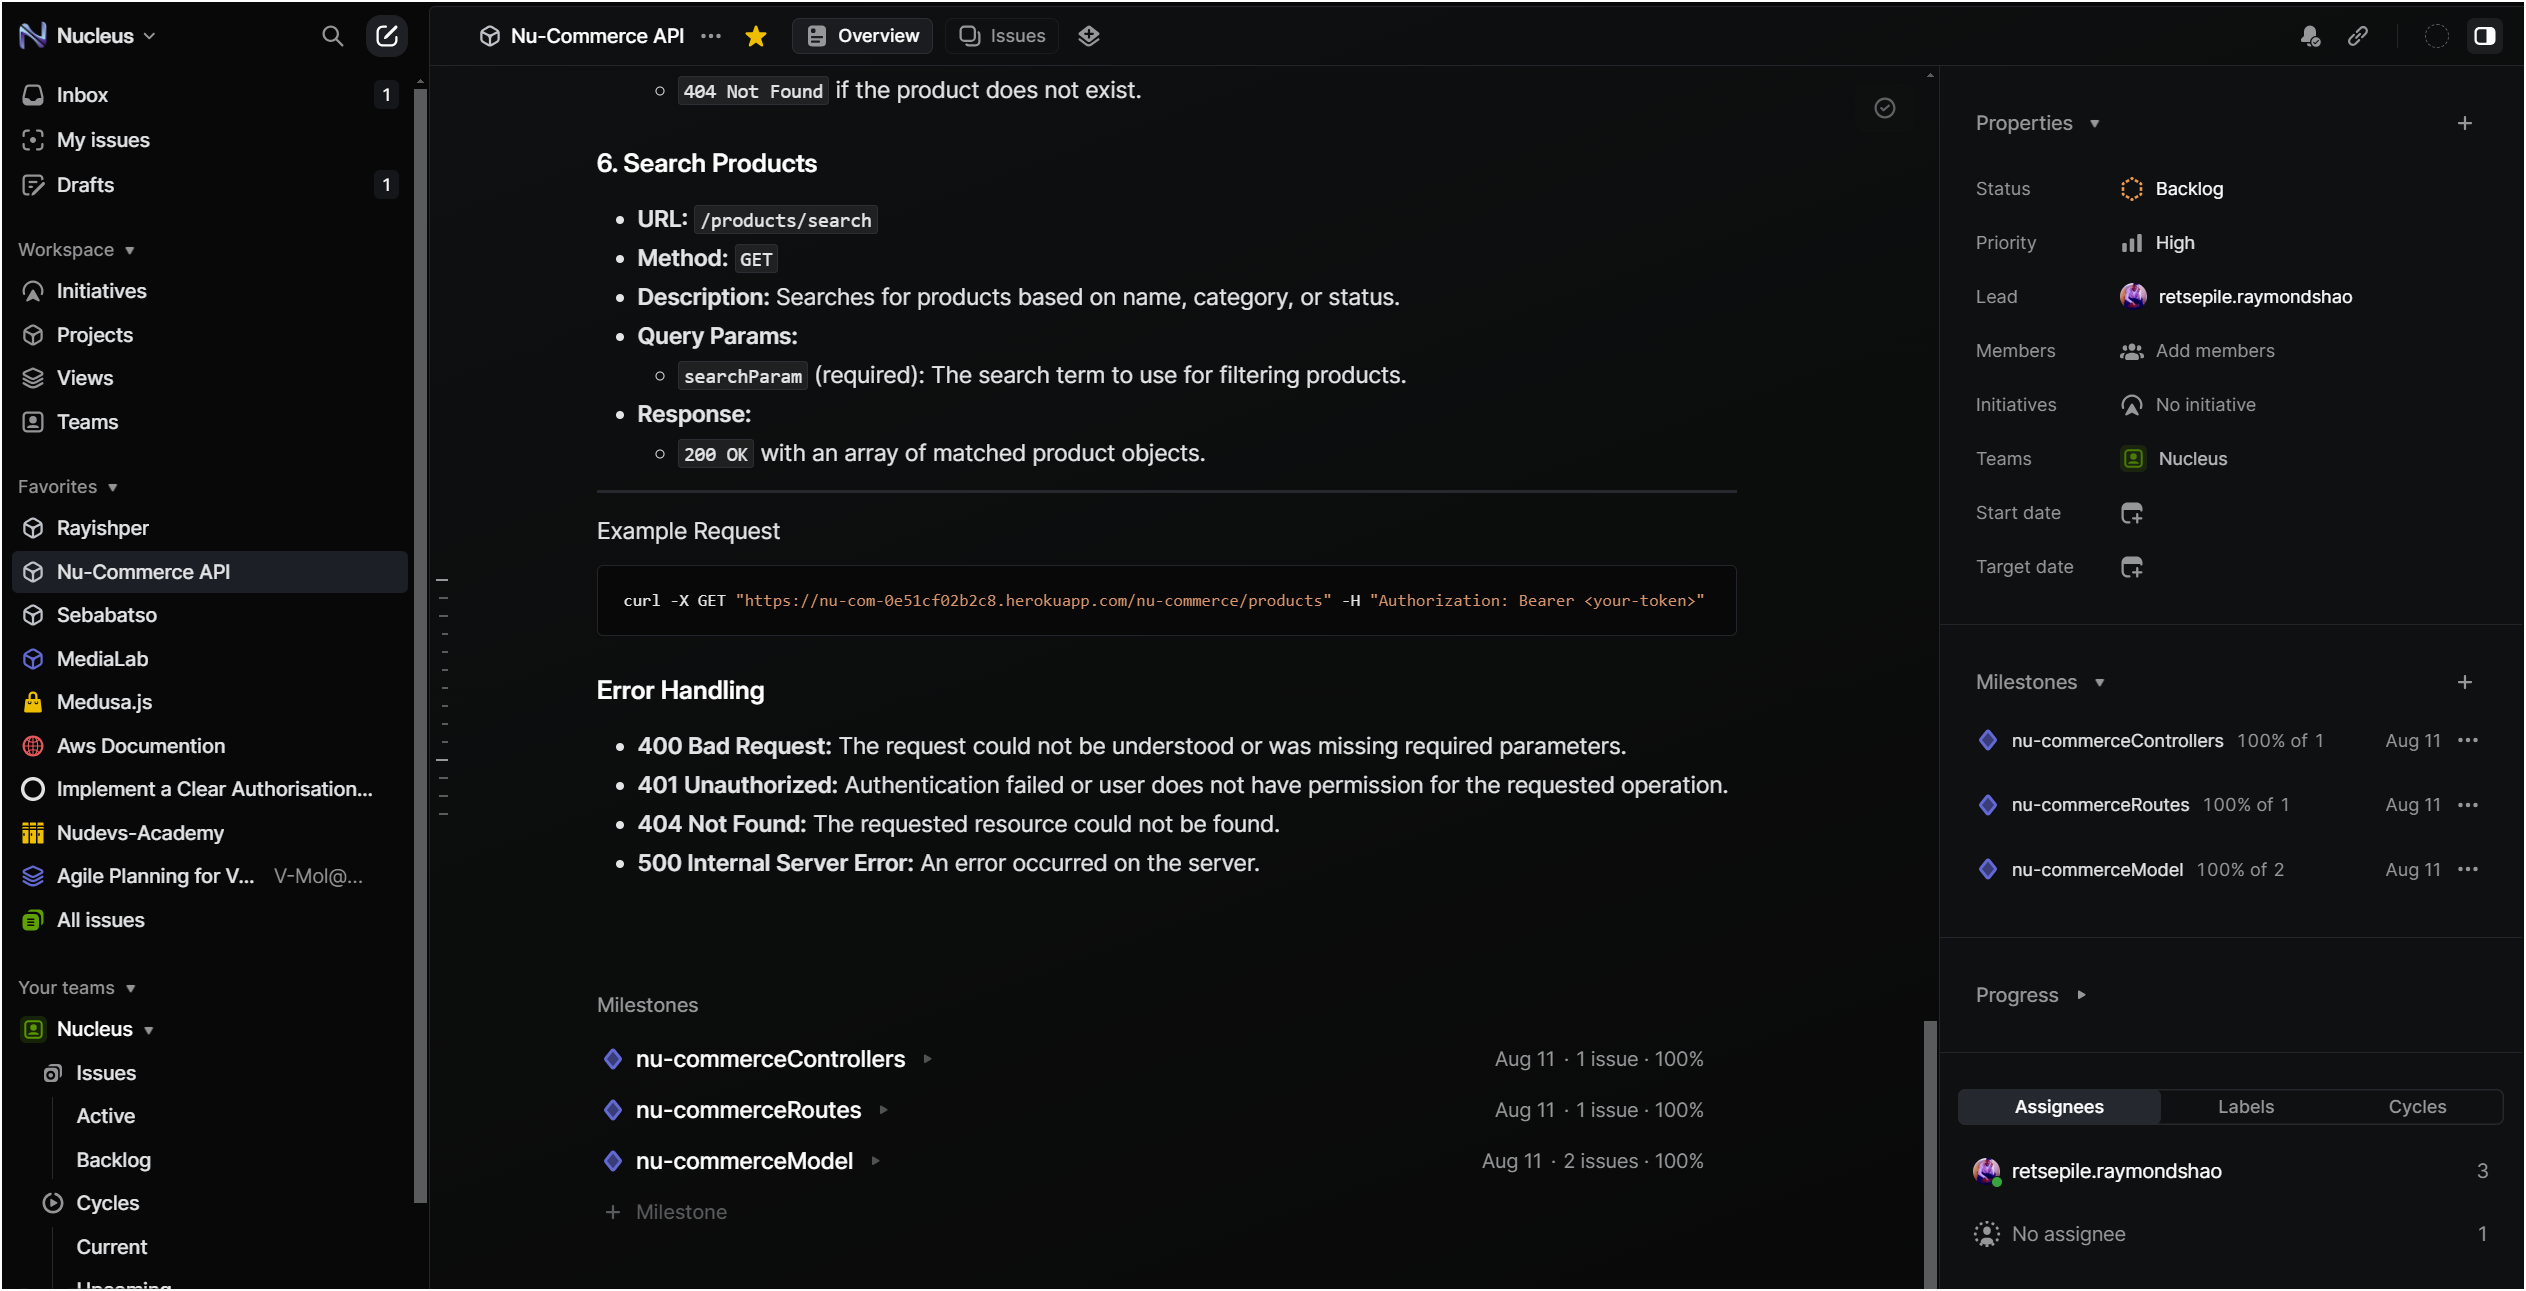 Nucleus
Inbox 1
My issues
Drafts 1
Workspace
Initiatives
Projects
Views
Teams
Favorites
Rayishper
Nu-Commerce API
Sebabatso
MediaLab
Medusa.js
Aws Documention
Implement a Clear Authorisation...
Nudevs-Academy
Agile Planning for V... V-Mol@...
All issues
Your teams
Nucleus
Issues
Active
Backlog
Cycles
Current
Upcoming
Nu-Commerce API ··· Overview Issues
404 Not Found if the product does not exist.
6. Search Products
URL: /products/search
Method: GET
Description: Searches for products based on name, category, or status.
Query Params:
searchParam (required): The search term to use for filtering products.
Response:
200 OK with an array of matched product objects.
Example Request
curl -X GET "https://nu-com-0e51cf02b2c8.herokuapp.com/nu-commerce/products" -H "Authorization: Bearer <your-token>"
Error Handling
400 Bad Request: The request could not be understood or was missing required parameters.
401 Unauthorized: Authentication failed or user does not have permission for the requested operation.
404 Not Found: The requested resource could not be found.
500 Internal Server Error: An error occurred on the server.
Milestones
nu-commerceControllers Aug 11 · 1 issue · 100%
nu-commerceRoutes Aug 11 · 1 issue · 100%
nu-commerceModel Aug 11 · 2 issues · 100%
+ Milestone
Properties +
Status Backlog
Priority High
Lead retsepile.raymondshao
Members Add members
Initiatives No initiative
Teams Nucleus
Start date
Target date
Milestones +
nu-commerceControllers 100% of 1 Aug 11 ···
nu-commerceRoutes 100% of 1 Aug 11 ···
nu-commerceModel 100% of 2 Aug 11 ···
Progress
Assignees Labels Cycles
retsepile.raymondshao 3
No assignee 1